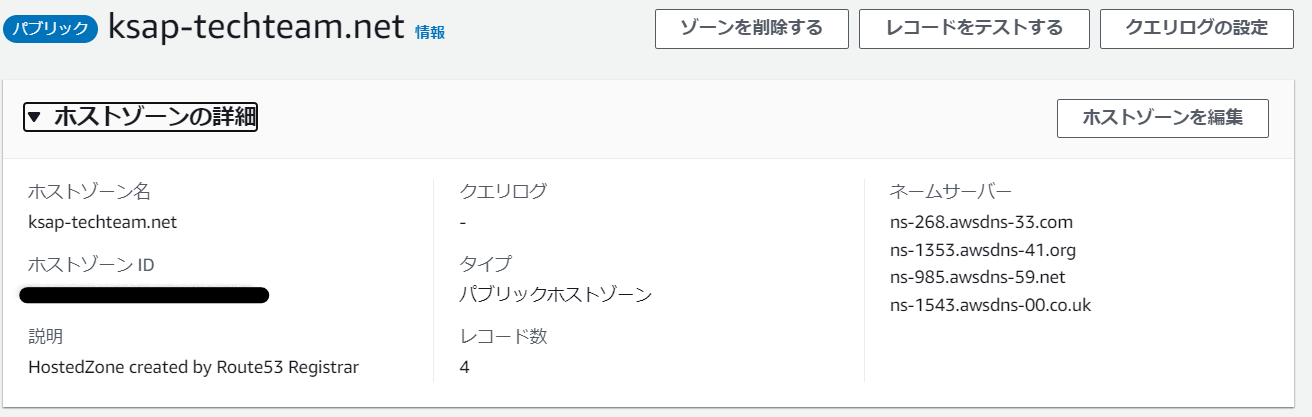 パブリック ksap-techteam.net 情報 ゾーンを削除する レコードをテストする クエリログの設定
▼ ホストゾーンの詳細 ホストゾーンを編集
ホストゾーン名
ksap-techteam.net
ホストゾーン ID
説明
HostedZone created by Route53 Registrar
クエリログ
-
タイプ
パブリックホストゾーン
レコード数
4
ネームサーバー
ns-268.awsdns-33.com
ns-1353.awsdns-41.org
ns-985.awsdns-59.net
ns-1543.awsdns-00.co.uk